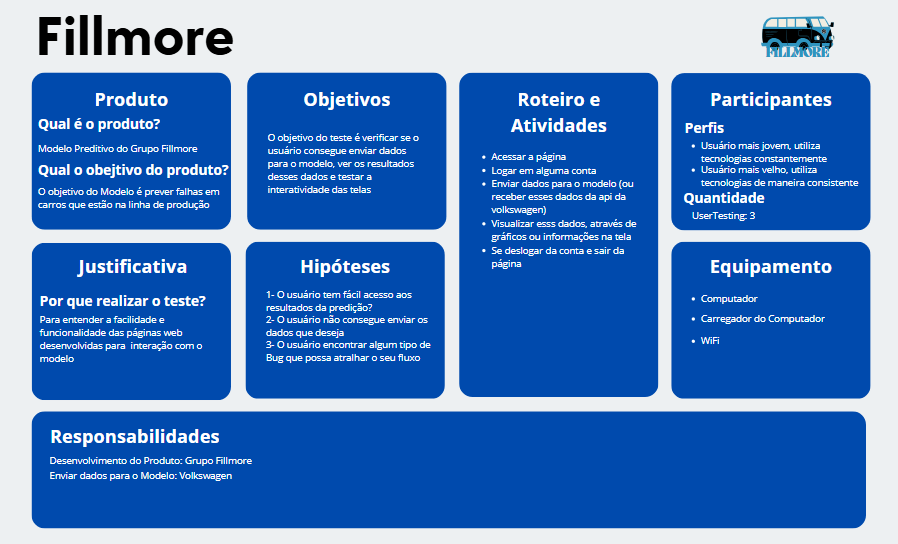 Fillmore
FILLMORE
Produto
Qual é o produto?
Modelo Preditivo do Grupo Fillmore
Qual o obejtivo do produto?
O objetivo do Modelo é prever falhas em
carros que estão na linha de produção
Objetivos
O objetivo do teste é verificar se o
usuário consegue enviar dados
para o modelo, ver os resultados
desses dados e testar a
interatividade das telas
Roteiro e
Atividades
• Acessar a página
• Logar em alguma conta
• Enviar dados para o modelo (ou
receber esses dados da api da
volkswagen)
• Visualizar esss dados, através de
gráficos ou informações na tela
• Se deslogar da conta e sair da
página
Participantes
Perfis
• Usuário mais jovem, utiliza
tecnologias constantemente
• Usuário mais velho, utiliza
tecnologias de maneira consistente
Quantidade
UserTesting: 3
Justificativa
Por que realizar o teste?
Para entender a facilidade e
funcionalidade das páginas web
desenvolvidas para interação com o
modelo
Hipóteses
1- O usuário tem fácil acesso aos
resultados da predição?
2- O usuário não consegue enviar os
dados que deseja
3- O usuário encontrar algum tipo de
Bug que possa atralhar o seu fluxo
Equipamento
• Computador
• Carregador do Computador
• WiFi
Responsabilidades
Desenvolvimento do Produto: Grupo Fillmore
Enviar dados para o Modelo: Volkswagen